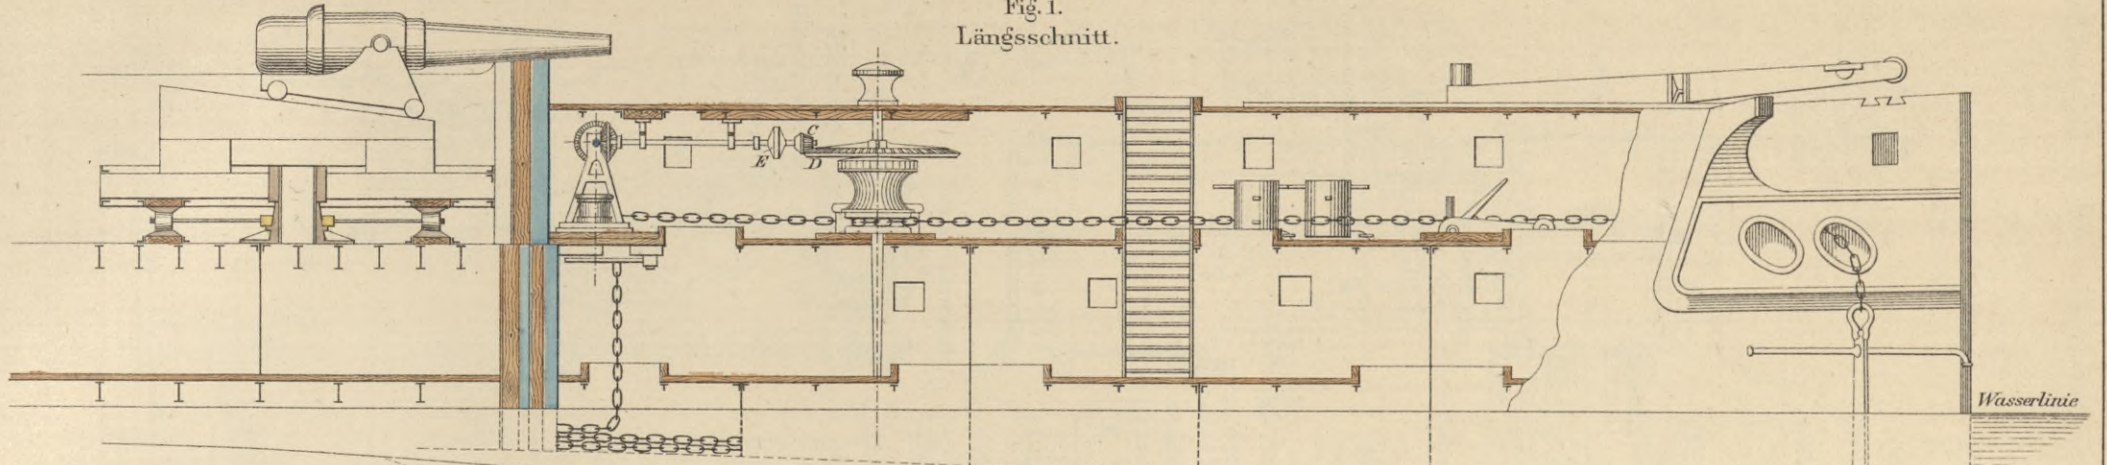 Fig. 1.
Längsschnitt.
C
E
D
Wasserlinie